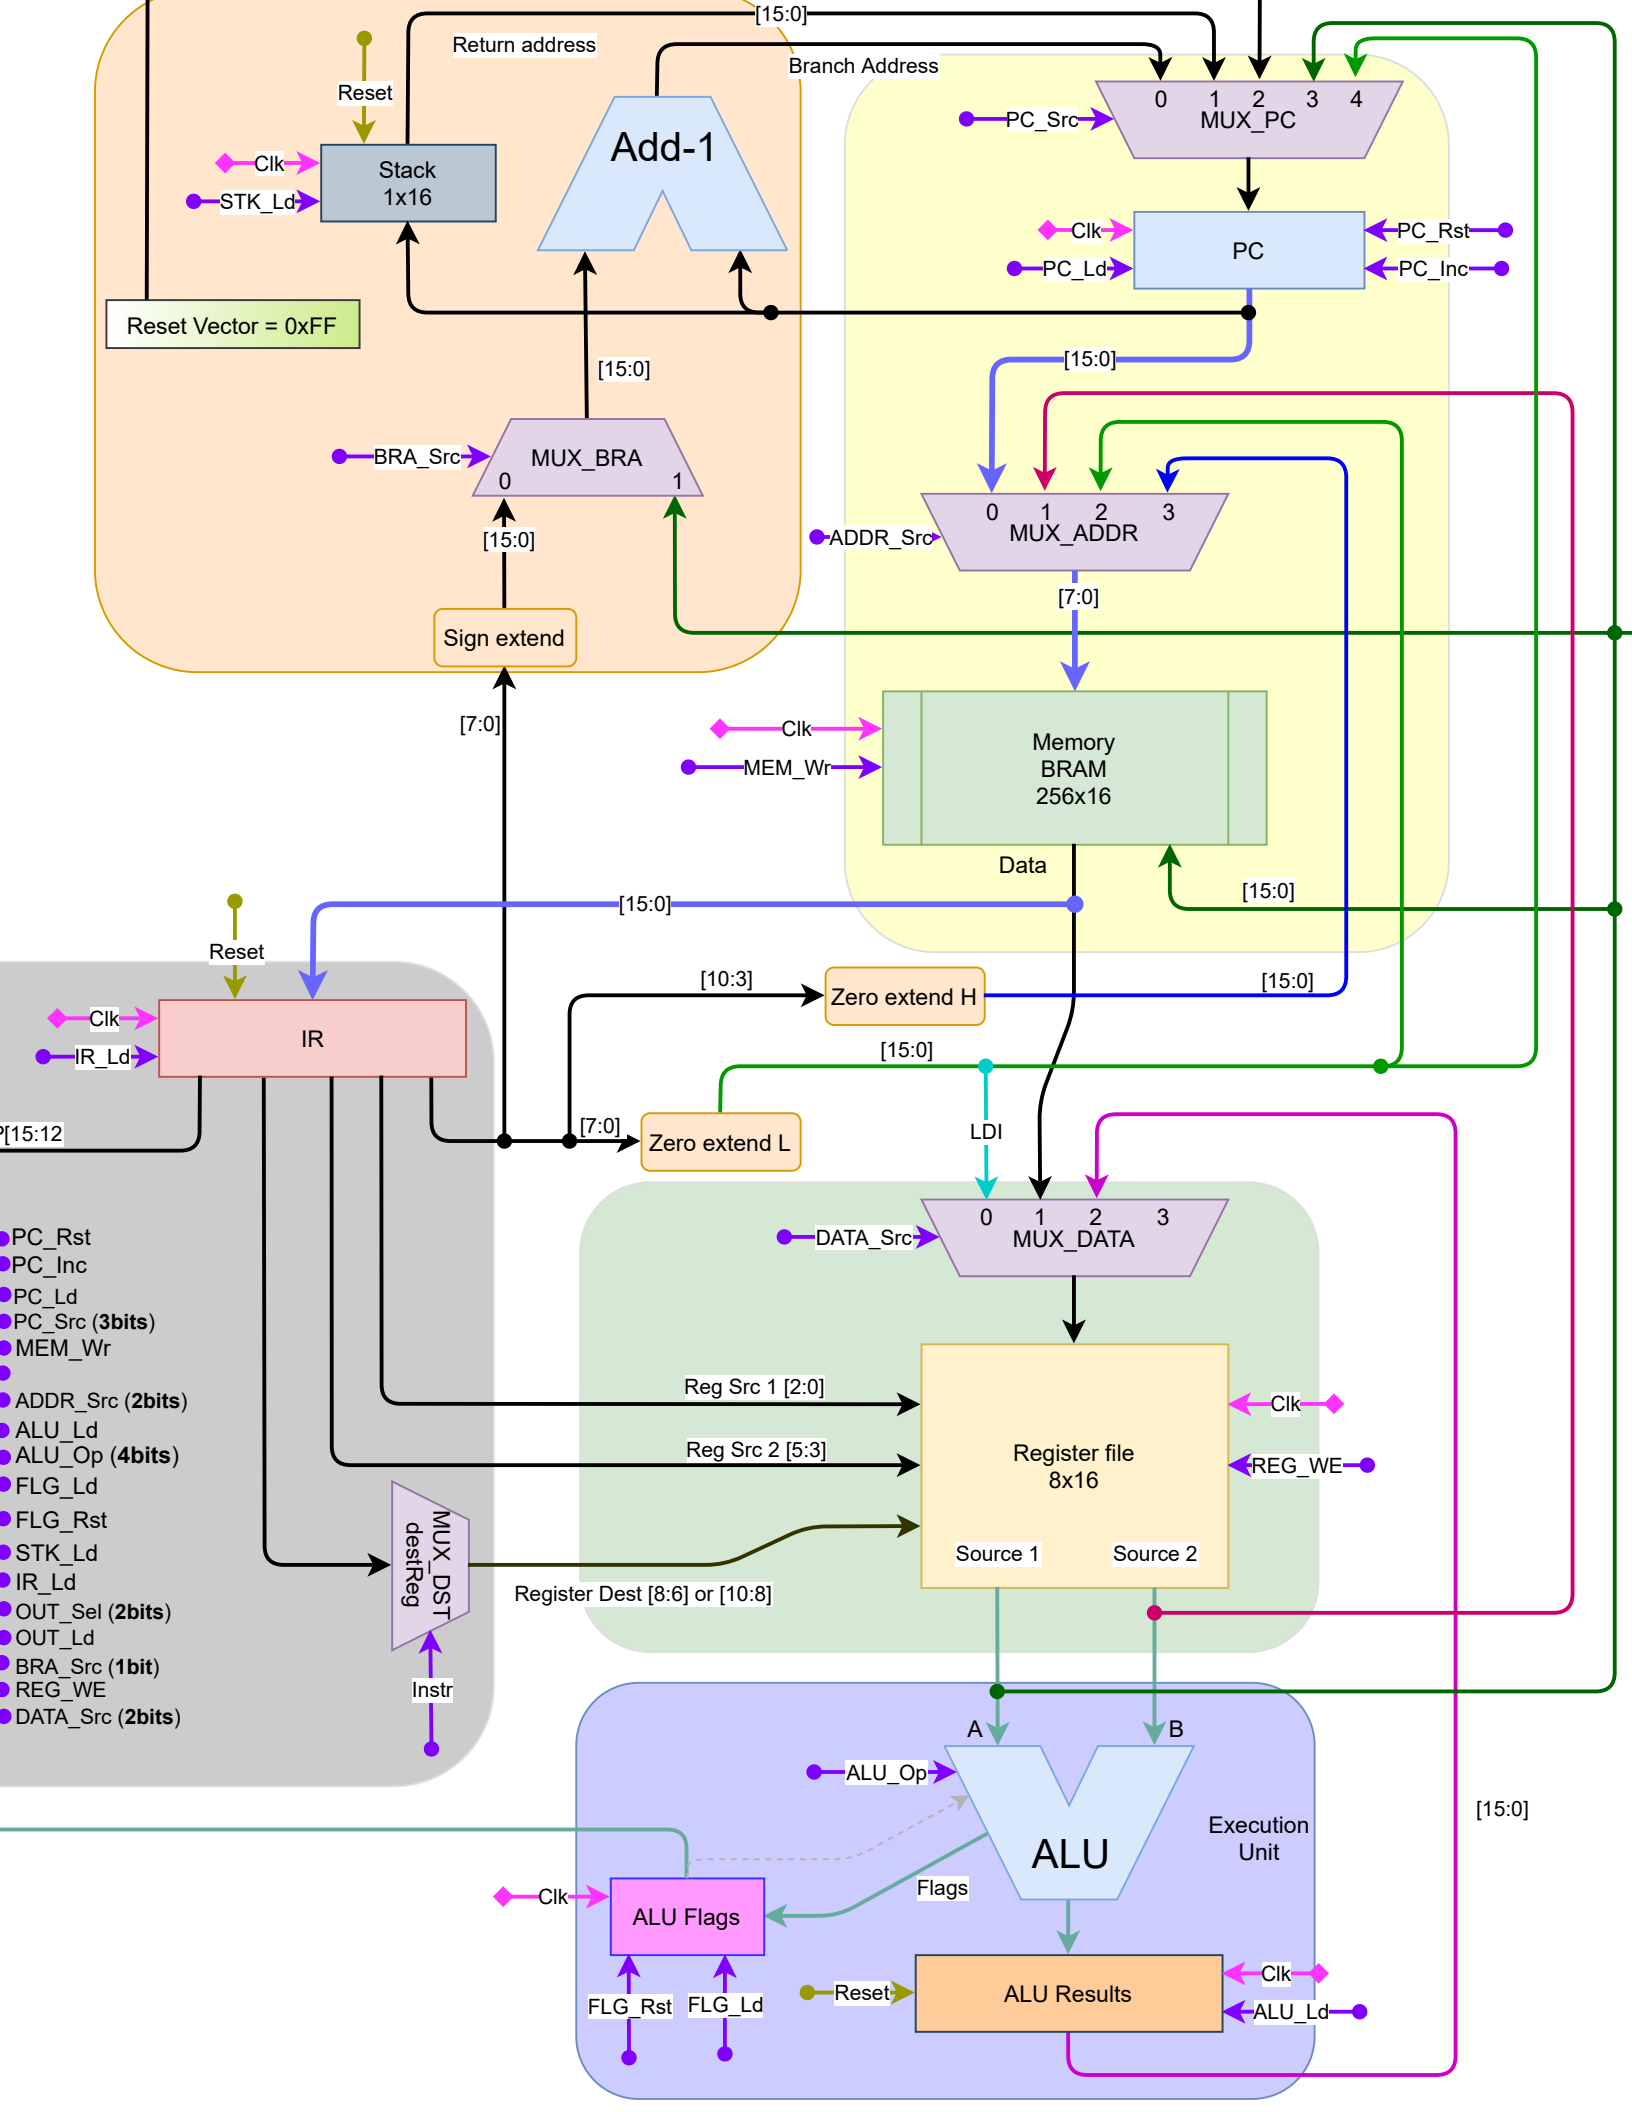 [15:0]
Return address
Branch Address
Reset
Add-1
0 1 2 3 4
MUX_PC
PC_Src
Clk
STK_Ld
Stack
1x16
Clk
PC_Ld
PC
PC_Rst
PC_Inc
Reset Vector = 0xFF
[15:0]
[15:0]
BRA_Src
MUX_BRA
0 1
[15:0]
0 1 2 3
MUX_ADDR
ADDR_Src
[7:0]
Sign extend
[7:0]
Clk
MEM_Wr
Memory
BRAM
256x16
Data
[15:0]
[15:0]
Reset
[10:3]
Zero extend H
[15:0]
Clk
IR_Ld
IR
[15:0]
[7:0]
Zero extend L
LDI
[15:12
0 1 2 3
MUX_DATA
DATA_Src
PC_Rst
PC_Inc
PC_Ld
PC_Src (3bits)
MEM_Wr
ADDR_Src (2bits)
ALU_Ld
ALU_Op (4bits)
FLG_Ld
FLG_Rst
STK_Ld
IR_Ld
OUT_Sel (2bits)
OUT_Ld
BRA_Src (1bit)
REG_WE
DATA_Src (2bits)
Reg Src 1 [2:0]
Reg Src 2 [5:3]
Register file
8x16
Clk
REG_WE
MUX_DST
destReg
Source 1
Source 2
Register Dest [8:6] or [10:8]
Instr
A
B
ALU_Op
ALU
Execution
Unit
[15:0]
Flags
Clk
ALU Flags
FLG_Rst
FLG_Ld
Reset
ALU Results
Clk
ALU_Ld